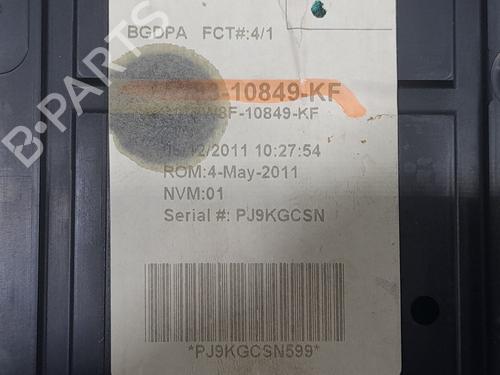 BGDPA FCT#:4/1
-10849-KF
8F-10849-KF
/2011 10:27:54
ROM:4-May-2011
NVM:01
Serial #: PJ9KGCSN
*PJ9KGCSN599*
B-PARTS